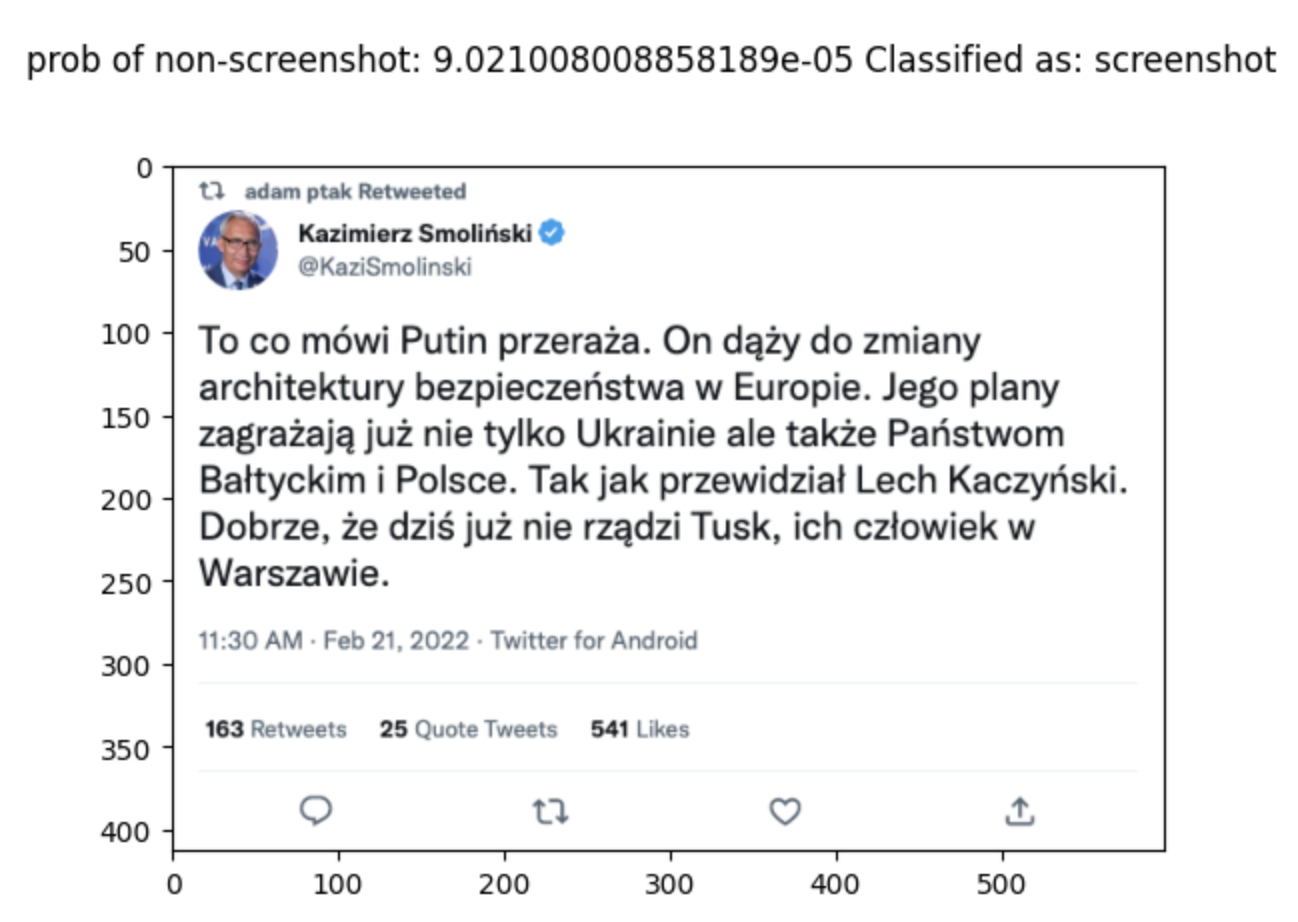 prob of non-screenshot: 9.021008008858189e-05 Classified as: screenshot
0
adam ptak Retweeted
Kazimierz Smoliński
50
@KaziSmolinski
100
To co mówi Putin przeraża. On dąży do zmiany
architektury bezpieczeństwa w Europie. Jego plany
150
zagrażają już nie tylko Ukrainie ale także Państwom
Bałtyckim i Polsce. Tak jak przewidział Lech Kaczyński.
200
Dobrze, że dziś już nie rządzi Tusk, ich człowiek w
Warszawie.
250
11:30 AM · Feb 21, 2022 · Twitter for Android
300
163 Retweets 25 Quote Tweets 541 Likes
350
400
0 100 200 300 400 500